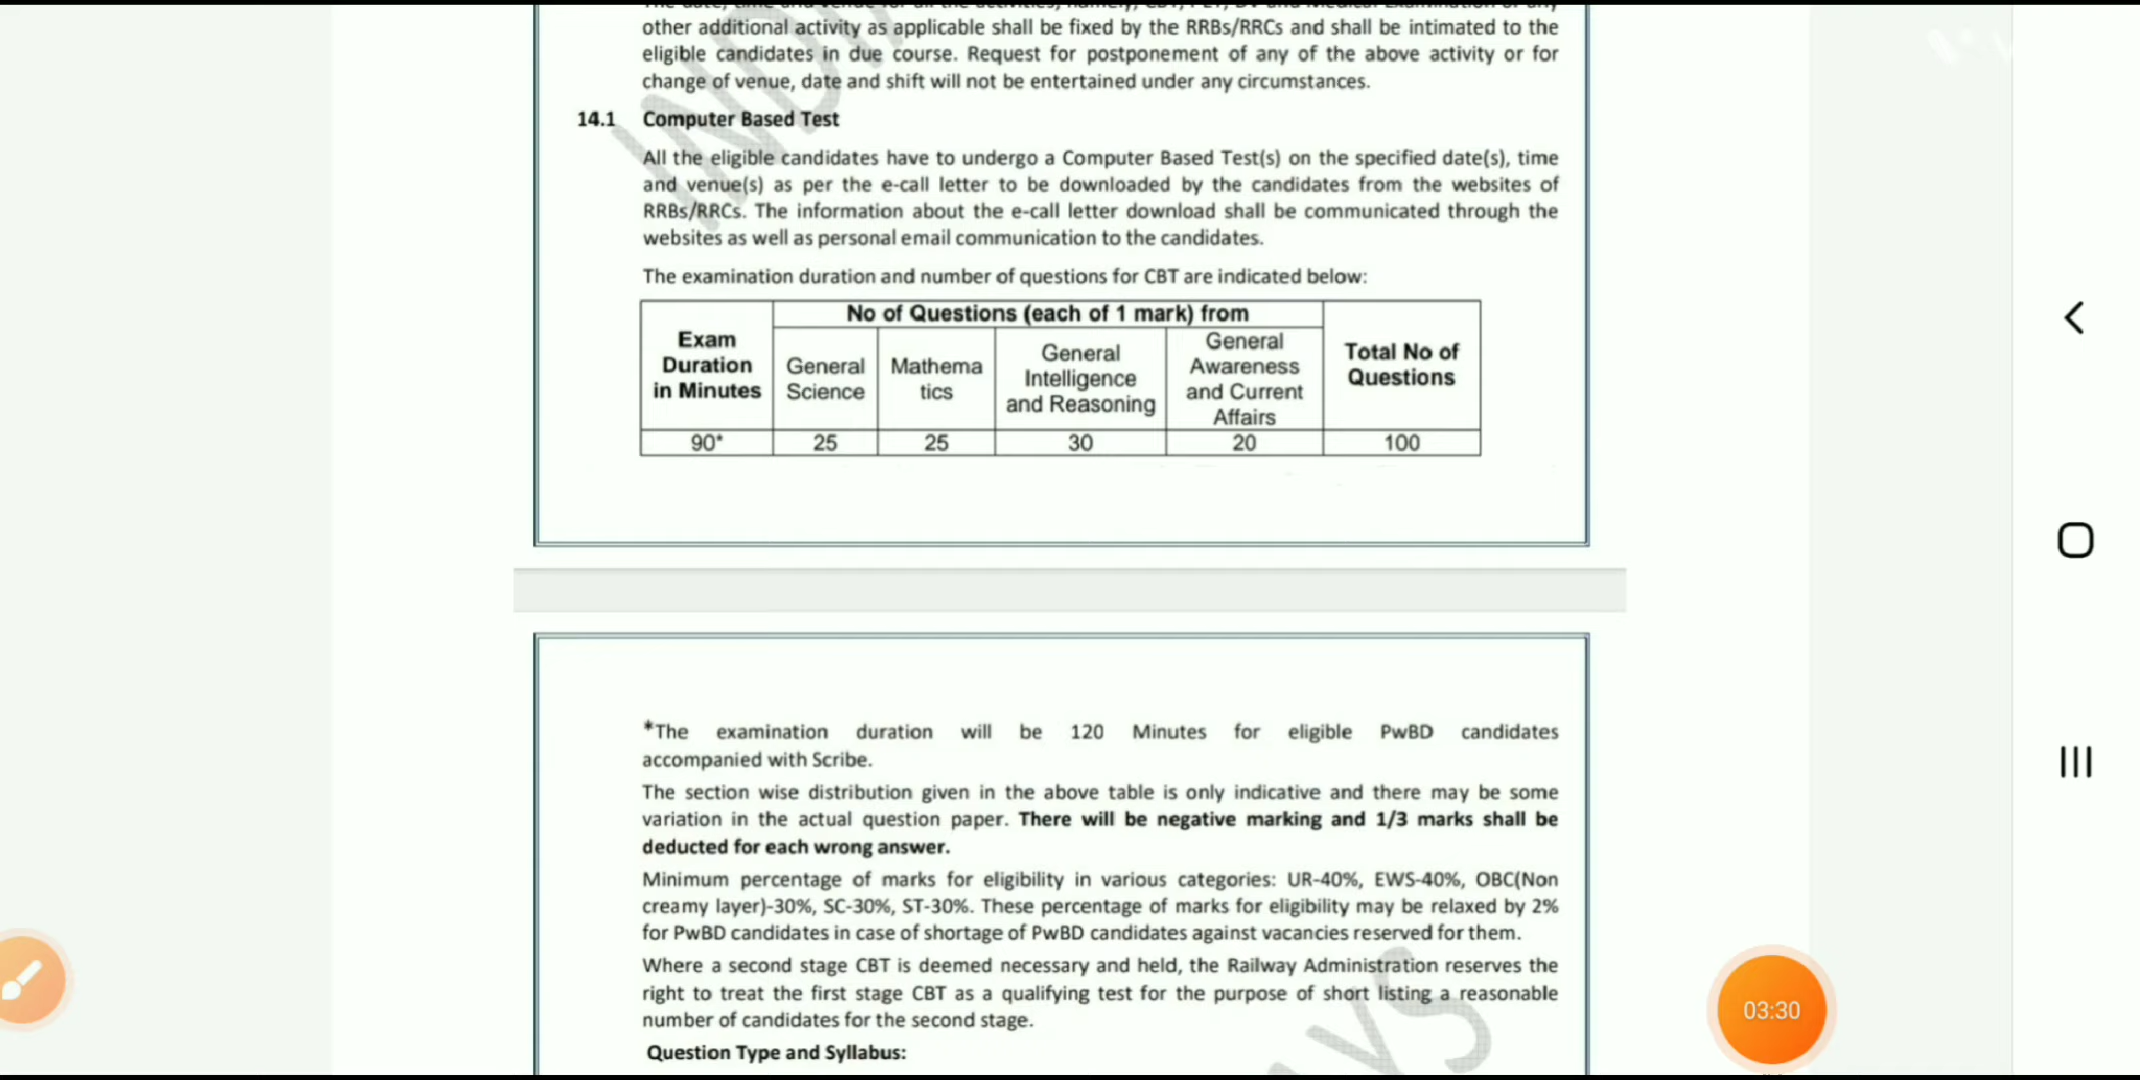 other additional activity as applicable shall be fixed by the RRBs/RRCs and shall be intimated to the
eligible candidates in due course. Request for postponement of any of the above activity or for
change of venue, date and shift will not be entertained under any circumstances.
14.1 Computer Based Test
All the eligible candidates have to undergo a Computer Based Test(s) on the specified date(s), time
and venue(s) as per the e-call letter to be downloaded by the candidates from the websites of
RRBs/RRCs. The information about the e-call letter download shall be communicated through the
websites as well as personal email communication to the candidates.
The examination duration and number of questions for CBT are indicated below:
No of Questions (each of 1 mark) from
Exam
Duration
in Minutes
General
Science
Mathema
tics
General
Intelligence
and Reasoning
General
Awareness
and Current
Affairs
Total No of
Questions
90* 25 25 30 20 100
*The examination duration will be 120 Minutes for eligible PwBD candidates
accompanied with Scribe.
The section wise distribution given in the above table is only indicative and there may be some
variation in the actual question paper. There will be negative marking and 1/3 marks shall be
deducted for each wrong answer.
Minimum percentage of marks for eligibility in various categories: UR-40%, EWS-40%, OBC(Non
creamy layer)-30%, SC-30%, ST-30%. These percentage of marks for eligibility may be relaxed by 2%
for PwBD candidates in case of shortage of PwBD candidates against vacancies reserved for them.
Where a second stage CBT is deemed necessary and held, the Railway Administration reserves the
right to treat the first stage CBT as a qualifying test for the purpose of short listing a reasonable
number of candidates for the second stage.
03:30
Question Type and Syllabus: